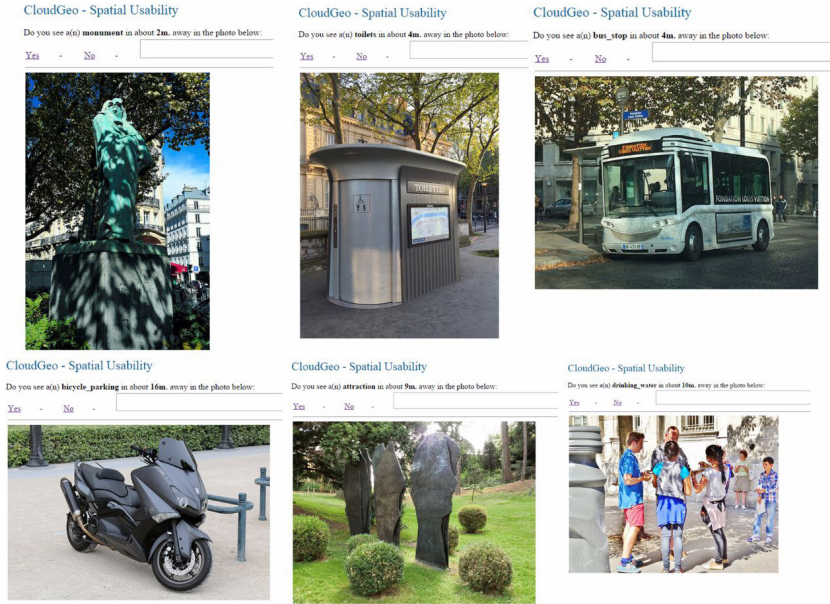 CloudGeo - Spatial Usability
Do you see a(n) monument in about 2m. away in the photo below:
Yes - No -
CloudGeo - Spatial Usability
Do you see a(n) toilets in about 4m. away in the photo below:
Yes - No -
TOILETTES
CloudGeo - Spatial Usability
Do you see a(n) bus_stop in about 4m. away in the photo below:
Yes - No -
FONDATION
LOUIS VUITTON
FONDATION LOUIS VUITTON
CloudGeo - Spatial Usability
Do you see a(n) bicycle_parking in about 16m. away in the photo below:
Yes - No -
CloudGeo - Spatial Usability
Do you see a(n) attraction in about 9m. away in the photo below:
Yes - No -
CloudGeo - Spatial Usability
Do you see a(n) drinking_water in about 10m. away in the photo below:
Yes - No -